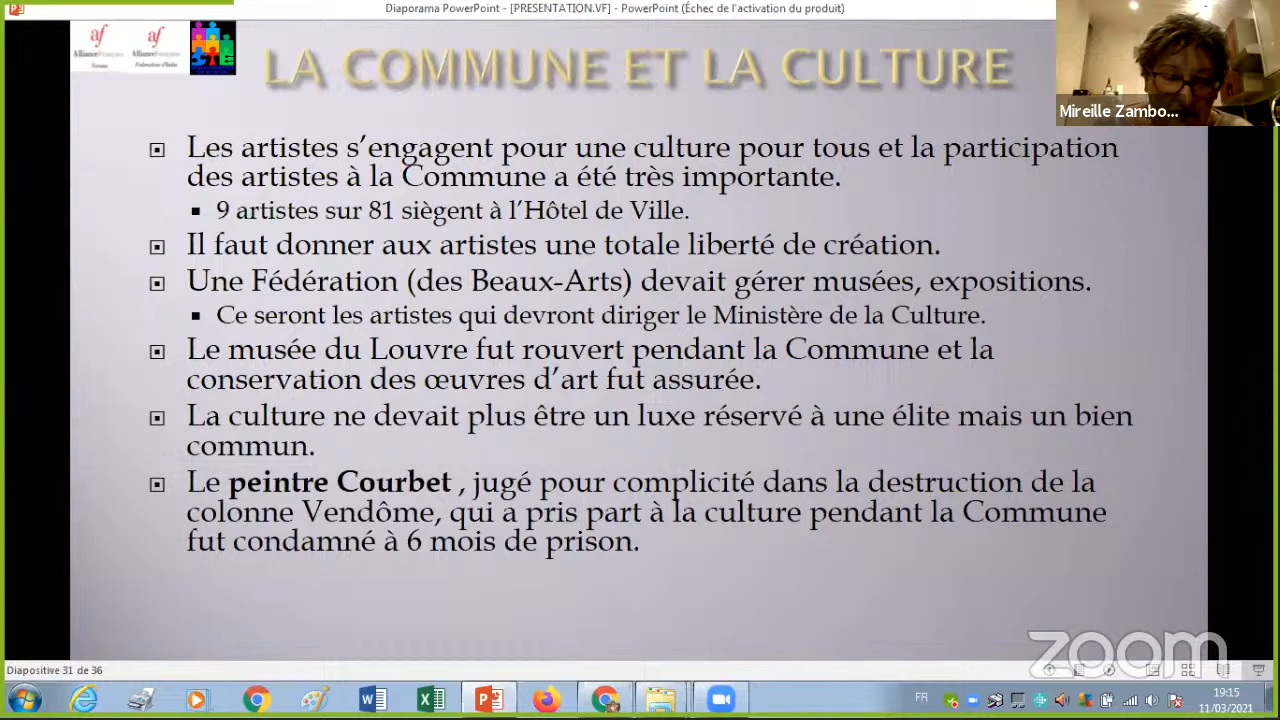 Diaporama PowerPoint - [PRESENTATION.VF] - PowerPoint (Échec de l'activation du produit)
af
af
AllianceFrançaise
AllianceFrançaise
Verona
Fédération d'Italie
LA COMMUNE ET LA CULTURE
Mireille Zambo...
Les artistes s'engagent pour une culture pour tous et la participation
des artistes à la Commune a été très importante.
9 artistes sur 81 siègent à l'Hôtel de Ville.
Il faut donner aux artistes une totale liberté de création.
Une Fédération (des Beaux-Arts) devait gérer musées, expositions.
Ce seront les artistes qui devront diriger le Ministère de la Culture.
Le musée du Louvre fut rouvert pendant la Commune et la
conservation des œuvres d'art fut assurée.
La culture ne devait plus être un luxe réservé à une élite mais un bien
commun.
Le peintre Courbet , jugé pour complicité dans la destruction de la
colonne Vendôme, qui a pris part à la culture pendant la Commune
fut condamné à 6 mois de prison.
zoom
Diapositive 31 de 36
FR
19:15
11/03/2021